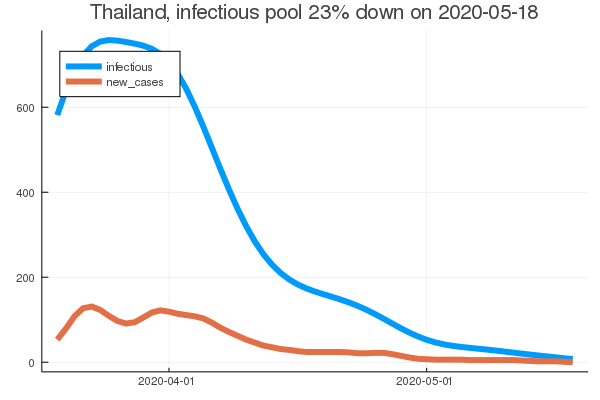 Thailand, infectious pool 23% down on 2020-05-18
infectious
new_cases
600
400
200
0
2020-04-01
2020-05-01